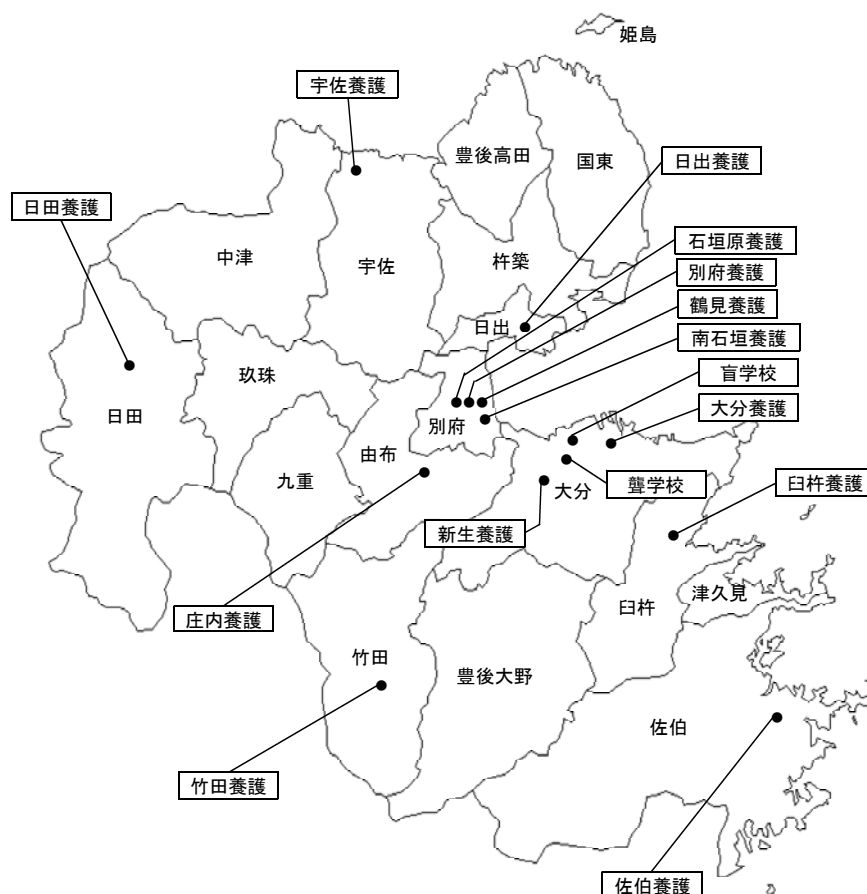 姫島
宇佐養護
豊後高田
国東
日出養護
日田養護
石垣原養護
中津
宇佐
杵築
別府養護
鶴見養護
日出
南石垣養護
玖珠
盲学校
日田
別府
大分養護
由布
九重
大分
聾学校
臼杵養護
新生養護
津久見
臼杵
庄内養護
竹田
豊後大野
佐伯
竹田養護
佐伯養護